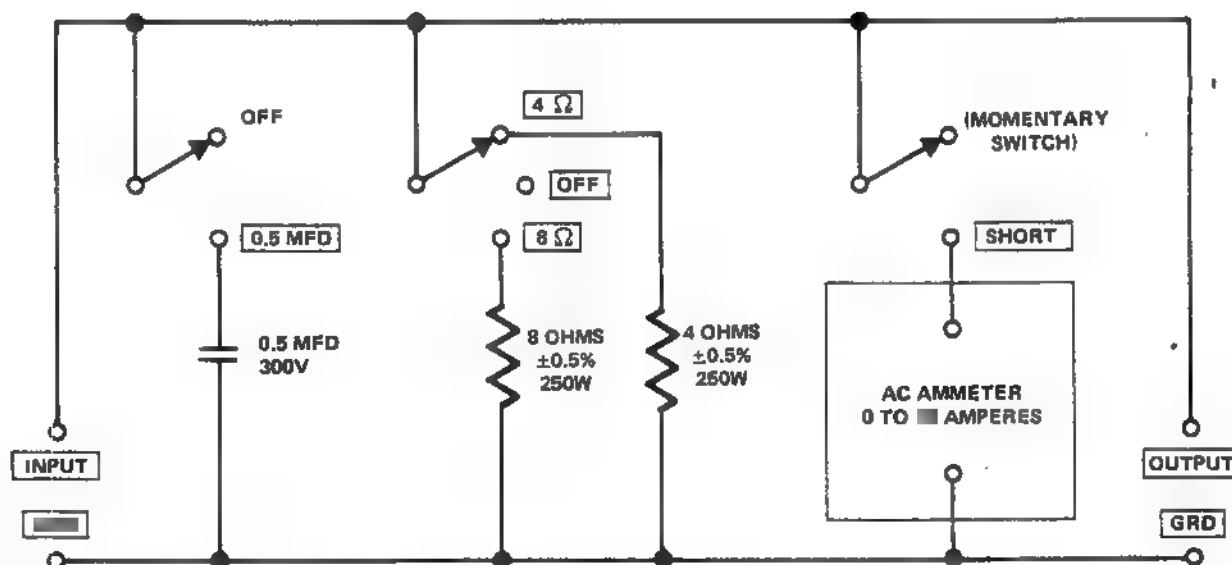 OFF
4 Ω
(MOMENTARY
SWITCH)
OFF
0.5 MFD
8 Ω
SHORT
0.5 MFD
300V
8 OHMS
±0.5%
250W
4 OHMS
±0.5%
250W
AC AMMETER
0 TO AMPERES
INPUT
OUTPUT
GRD